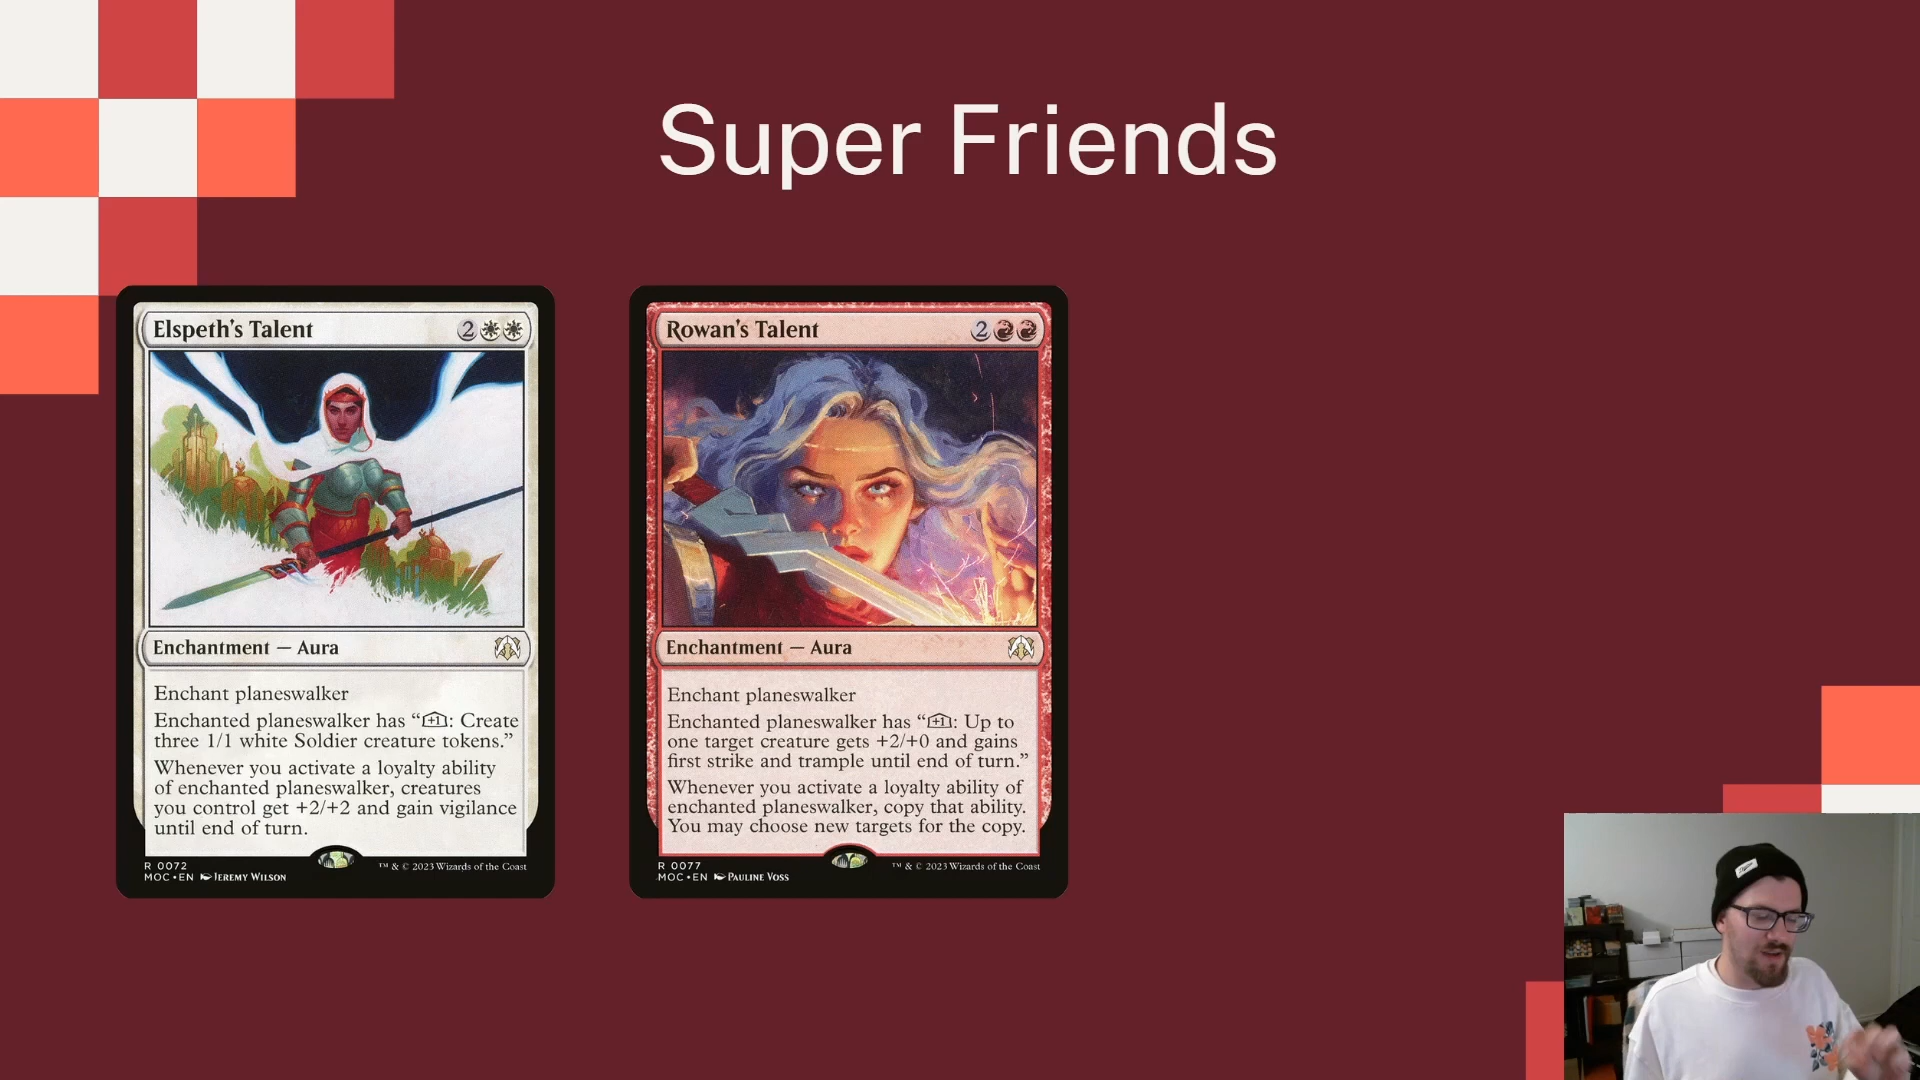 Super Friends
Elspeth's Talent
2
Enchantment — Aura
Enchant planeswalker
Enchanted planeswalker has “+1: Create
three 1/1 white Soldier creature tokens.”
Whenever you activate a loyalty ability
of enchanted planeswalker, creatures
you control get +2/+2 and gain vigilance
until end of turn.
R 0072
MOC • EN JEREMY WILSON
™ & © 2023 Wizards of the Coast
Rowan's Talent
2
Enchantment — Aura
Enchant planeswalker
Enchanted planeswalker has “+1: Up to
one target creature gets +2/+0 and gains
first strike and trample until end of turn.”
Whenever you activate a loyalty ability of
enchanted planeswalker, copy that ability.
You may choose new targets for the copy.
R 0077
MOC • EN PAULINE VOSS
™ & © 2023 Wizards of the Coast